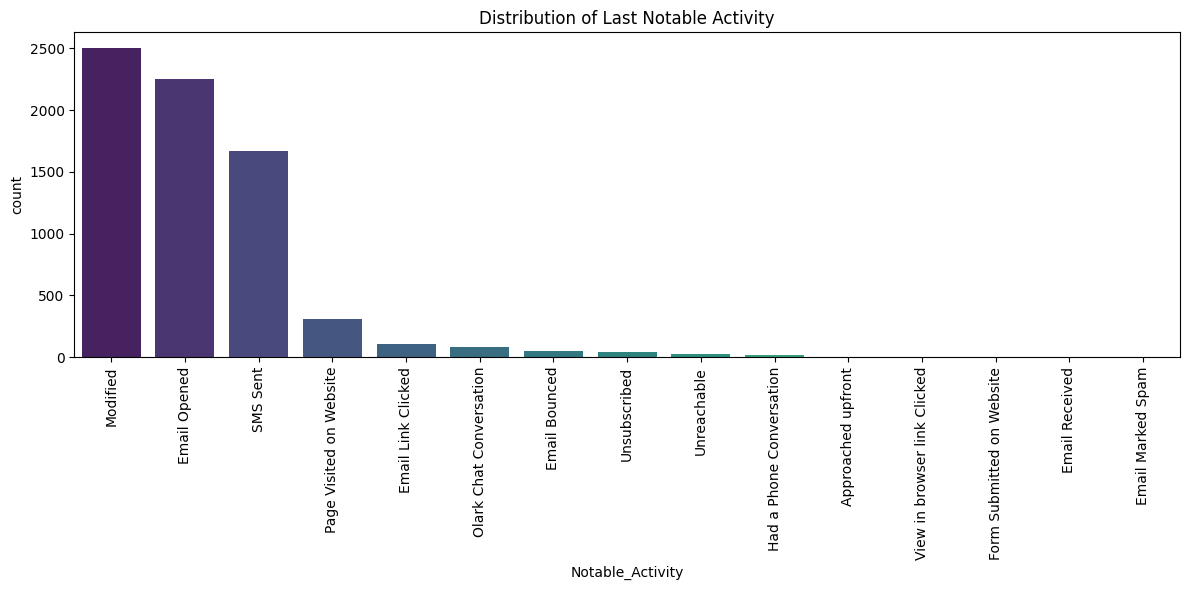 Distribution of Last Notable Activity
2500
2000
1500
1000
500
0
count
Modified
Email Opened
SMS Sent
Page Visited on Website
Email Link Clicked
Olark Chat Conversation
Email Bounced
Unsubscribed
Unreachable
Had a Phone Conversation
Approached upfront
View in browser link Clicked
Form Submitted on Website
Email Received
Email Marked Spam
Notable_Activity